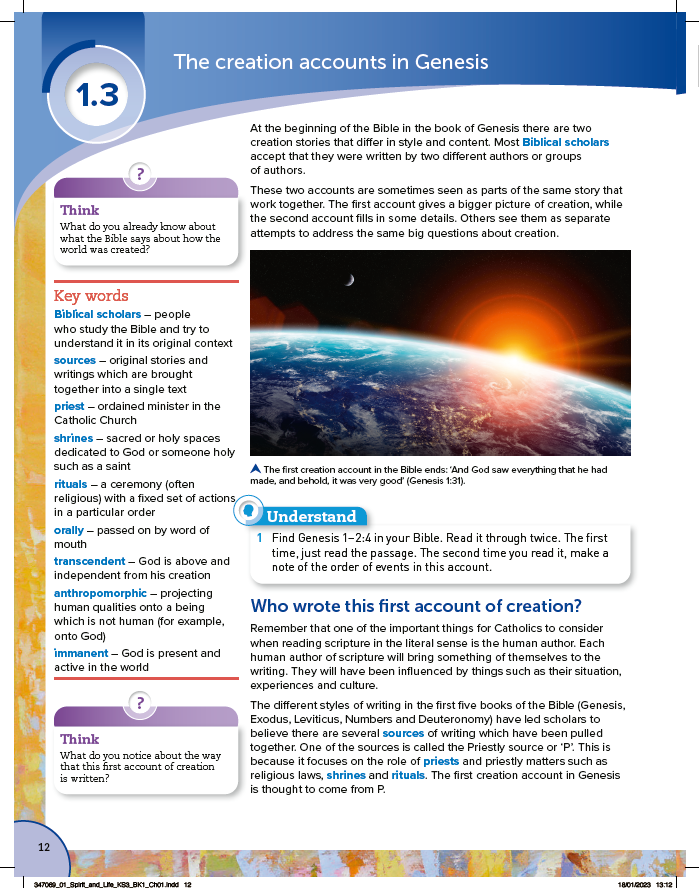 1.3
The creation accounts in Genesis
At the beginning of the Bible in the book of Genesis there are two
creation stories that differ in style and content. Most Biblical scholars
accept that they were written by two different authors or groups
of authors.
These two accounts are sometimes seen as parts of the same story that
work together. The first account gives a bigger picture of creation, while
the second account fills in some details. Others see them as separate
attempts to address the same big questions about creation.
?
Think
What do you already know about
what the Bible says about how the
world was created?
Key words
Biblical scholars – people
who study the Bible and try to
understand it in its original context
sources – original stories and
writings which are brought
together into a single text
priest – ordained minister in the
Catholic Church
shrines – sacred or holy spaces
dedicated to God or someone holy
such as a saint
rituals – a ceremony (often
religious) with a fixed set of actions
in a particular order
orally – passed on by word of
mouth
transcendent – God is above and
independent from his creation
anthropomorphic – projecting
human qualities onto a being
which is not human (for example,
onto God)
immanent – God is present and
active in the world
?
Think
What do you notice about the way
that this first account of creation
is written?
The first creation account in the Bible ends: ‘And God saw everything that he had
made, and behold, it was very good’ (Genesis 1:31).
Understand
1 Find Genesis 1–2:4 in your Bible. Read it through twice. The first
time, just read the passage. The second time you read it, make a
note of the order of events in this account.
Who wrote this first account of creation?
Remember that one of the important things for Catholics to consider
when reading scripture in the literal sense is the human author. Each
human author of scripture will bring something of themselves to the
writing. They will have been influenced by things such as their situation,
experiences and culture.
The different styles of writing in the first five books of the Bible (Genesis,
Exodus, Leviticus, Numbers and Deuteronomy) have led scholars to
believe there are several sources of writing which have been pulled
together. One of the sources is called the Priestly source or ‘P’. This is
because it focuses on the role of priests and priestly matters such as
religious laws, shrines and rituals. The first creation account in Genesis
is thought to come from P.
12
347069_01_Spirit_and_Life_KS3_BK1_Ch01.indd 12
18/01/2023 13:12